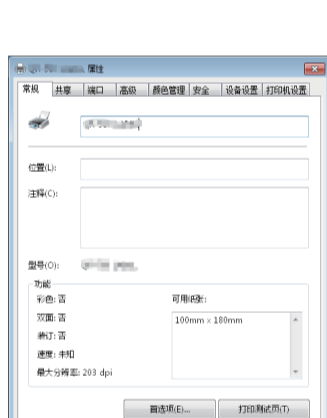 属性
常规 共享 端口 高级 颜色管理 安全 设备设置 打印机设置
位置(L):
注释(C):
型号(O):
功能
彩色: 否 可用纸张:
双面: 否 100mm × 180mm
装订: 否
速度: 未知
最大分辨率: 203 dpi
首选项(E)... 打印测试页(T)